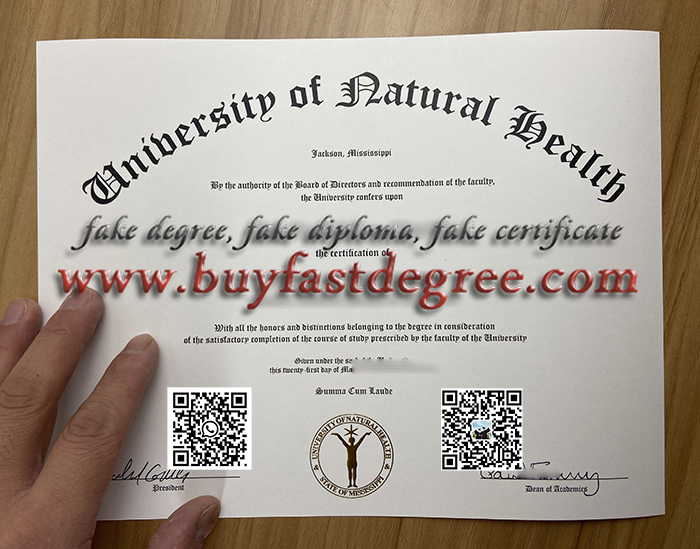 University of Natural Health
Jackson, Mississippi
By the authority of the Board of Directors and recommendation of the faculty,
the University confers upon
fake degree, fake diploma, fake certificate
the certification of
www.buyfastdegree.com
With all the honors and distinctions belonging to the degree in consideration
of the satisfactory completion of the course of study prescribed by the faculty of the University
Given under the
this twenty-first day of
Summa Cum Laude
UNIVERSITY OF NATURAL HEALTH
STATE OF MISSISSIPPI
President
Dean of Academics